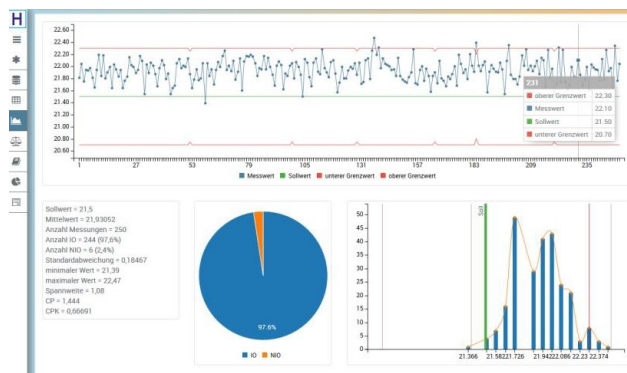 H
22.60
22.40
22.20
22.00
21.80
21.60
21.40
21.20
21.00
20.80
20.60
1 27 53 79 105 131 157 183 209 235
231
oberer Grenzwert 22.30
Messwert 22.10
Sollwert 21.50
unterer Grenzwert 20.70
Messwert Sollwert unterer Grenzwert oberer Grenzwert
Sollwert = 21,5
Mittelwert = 21,93052
Anzahl Messungen = 250
Anzahl IO = 244 (97,6%)
Anzahl NIO = 6 (2,4%)
Standardabweichung = 0,18467
minimaler Wert = 21,39
maximaler Wert = 22,47
Spannweite = 1,08
CP = 1,444
CPK = 0,66691
97.6%
IO NIO
Soll
50
45
40
35
30
25
20
15
10
5
0
21.366 21.582 21.726 21.942 22.086 22.23 22.374